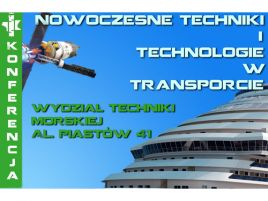 KONFERENCJA
NOWOCZESNE TECHNIKI
I
TECHNOLOGIE
W
TRANSPORCIE
WYDZIAŁ TECHNIKI
MORSKIEJ
AL. PIASTÓW 41